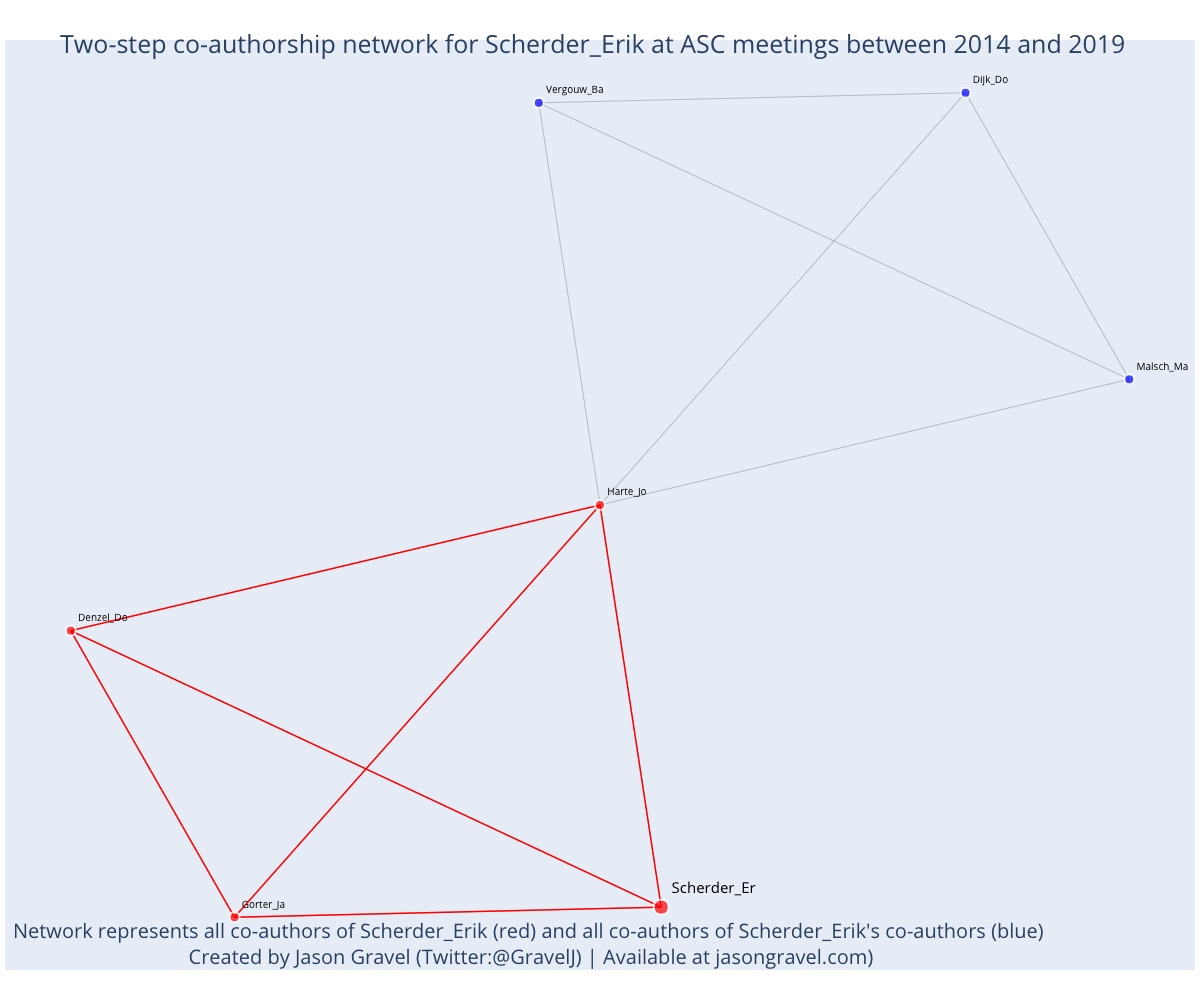 Two-step co-authorship network for Scherder_Erik at ASC meetings between 2014 and 2019
Dijk_Do
Vergouw_Ba
Malsch_Ma
Harte_Jo
Denzel_Do
Scherder_Er
Gorter_Ja
Network represents all co-authors of Scherder_Erik (red) and all co-authors of Scherder_Erik's co-authors (blue)
Created by Jason Gravel (Twitter:@GravelJ) | Available at jasongravel.com)